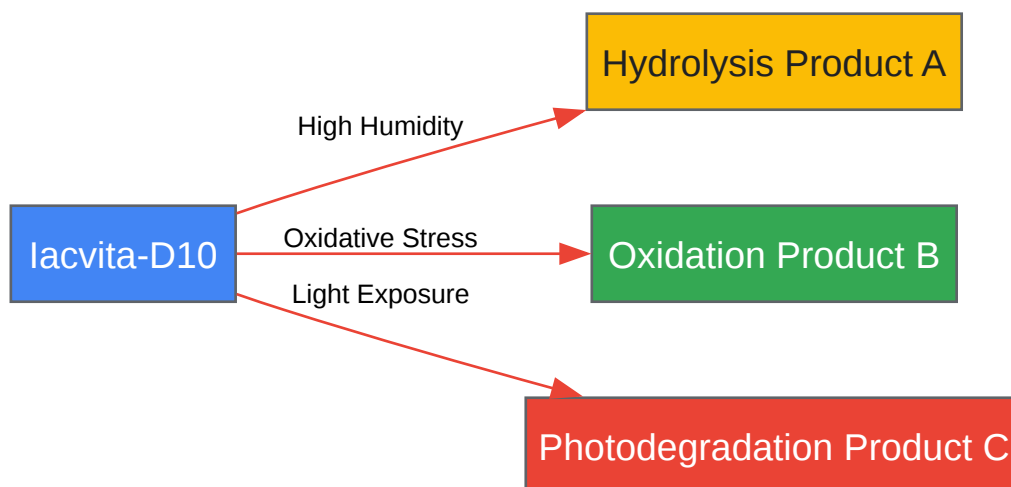 Hydrolysis Product A
High Humidity
Iacvita-D10
Oxidative Stress
Oxidation Product B
Light Exposure
Photodegradation Product C